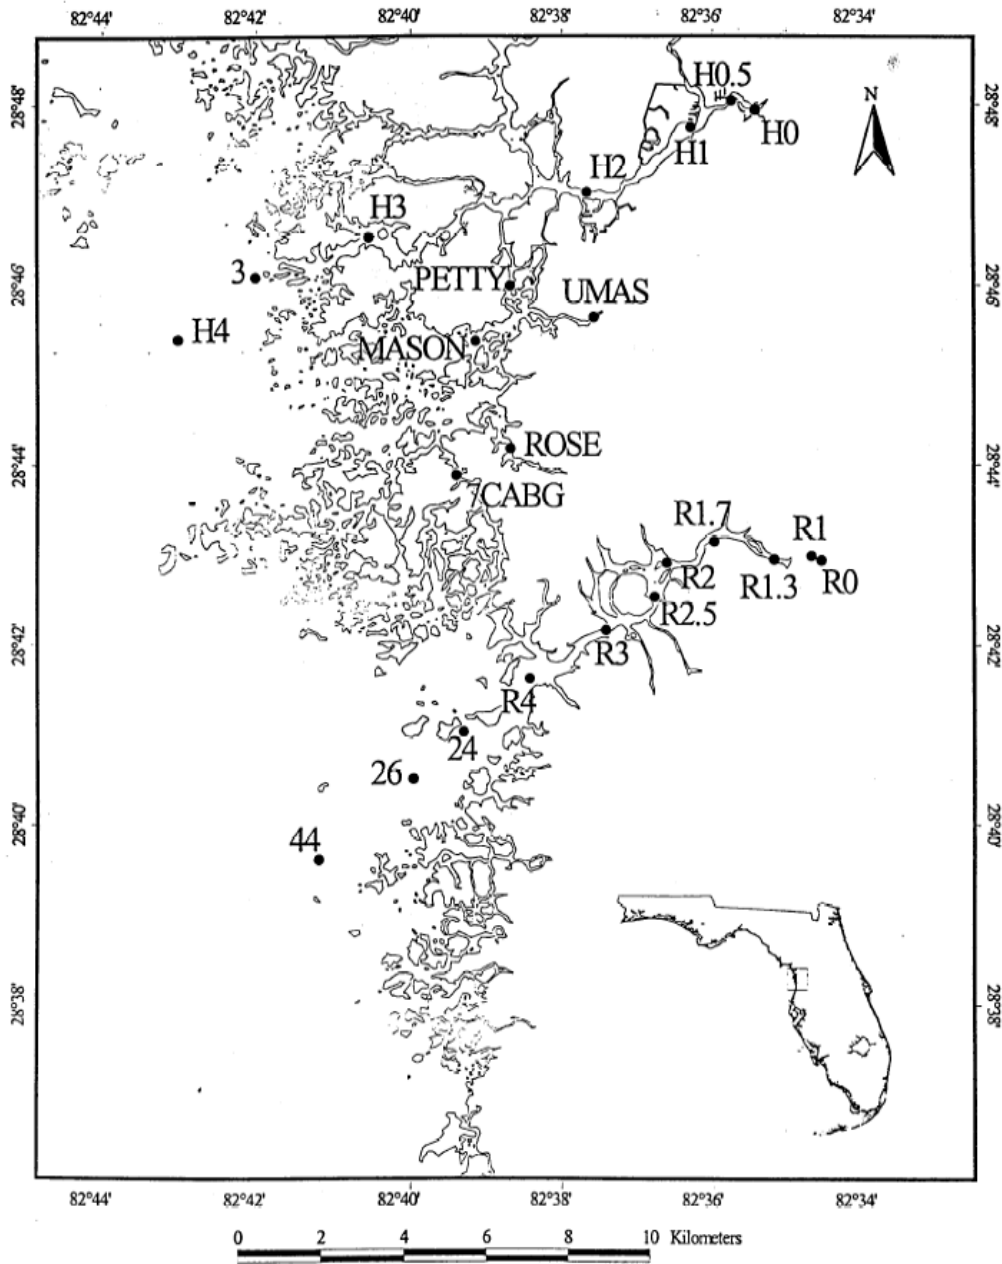 82°44' 82°42' 82°40' 82°38' 82°36' 82°34'
28°48' 28°48'
H0.5
N
H0
H1
H2
H3
3
PETTY
28°46' 28°46'
UMAS
H4
MASON
ROSE
28°44' 28°44'
7CABG
R1.7
R1
R2
R1.3
R0
R2.5
R3
28°42' 28°42'
R4
24
26
28°40' 28°40'
44
28°38' 28°38'
82°44' 82°42' 82°40' 82°38' 82°36' 82°34'
0 2 4 6 8 10 Kilometers